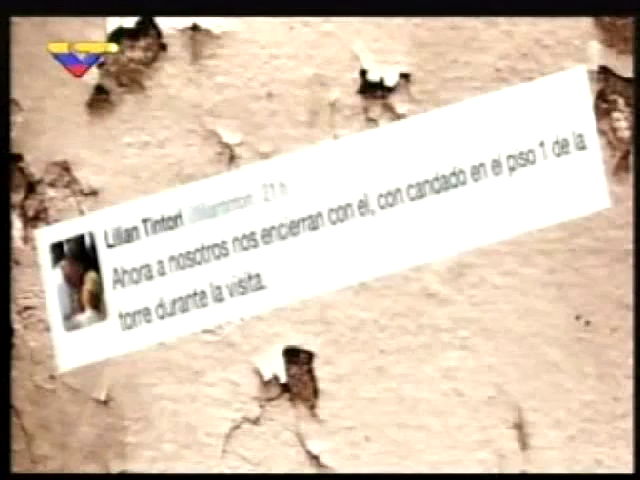 Lilian Tintori @liliantintori 21 h
Ahora a nosotros nos encierran con el, con candado en el piso 1 de la
torre durante la visita.